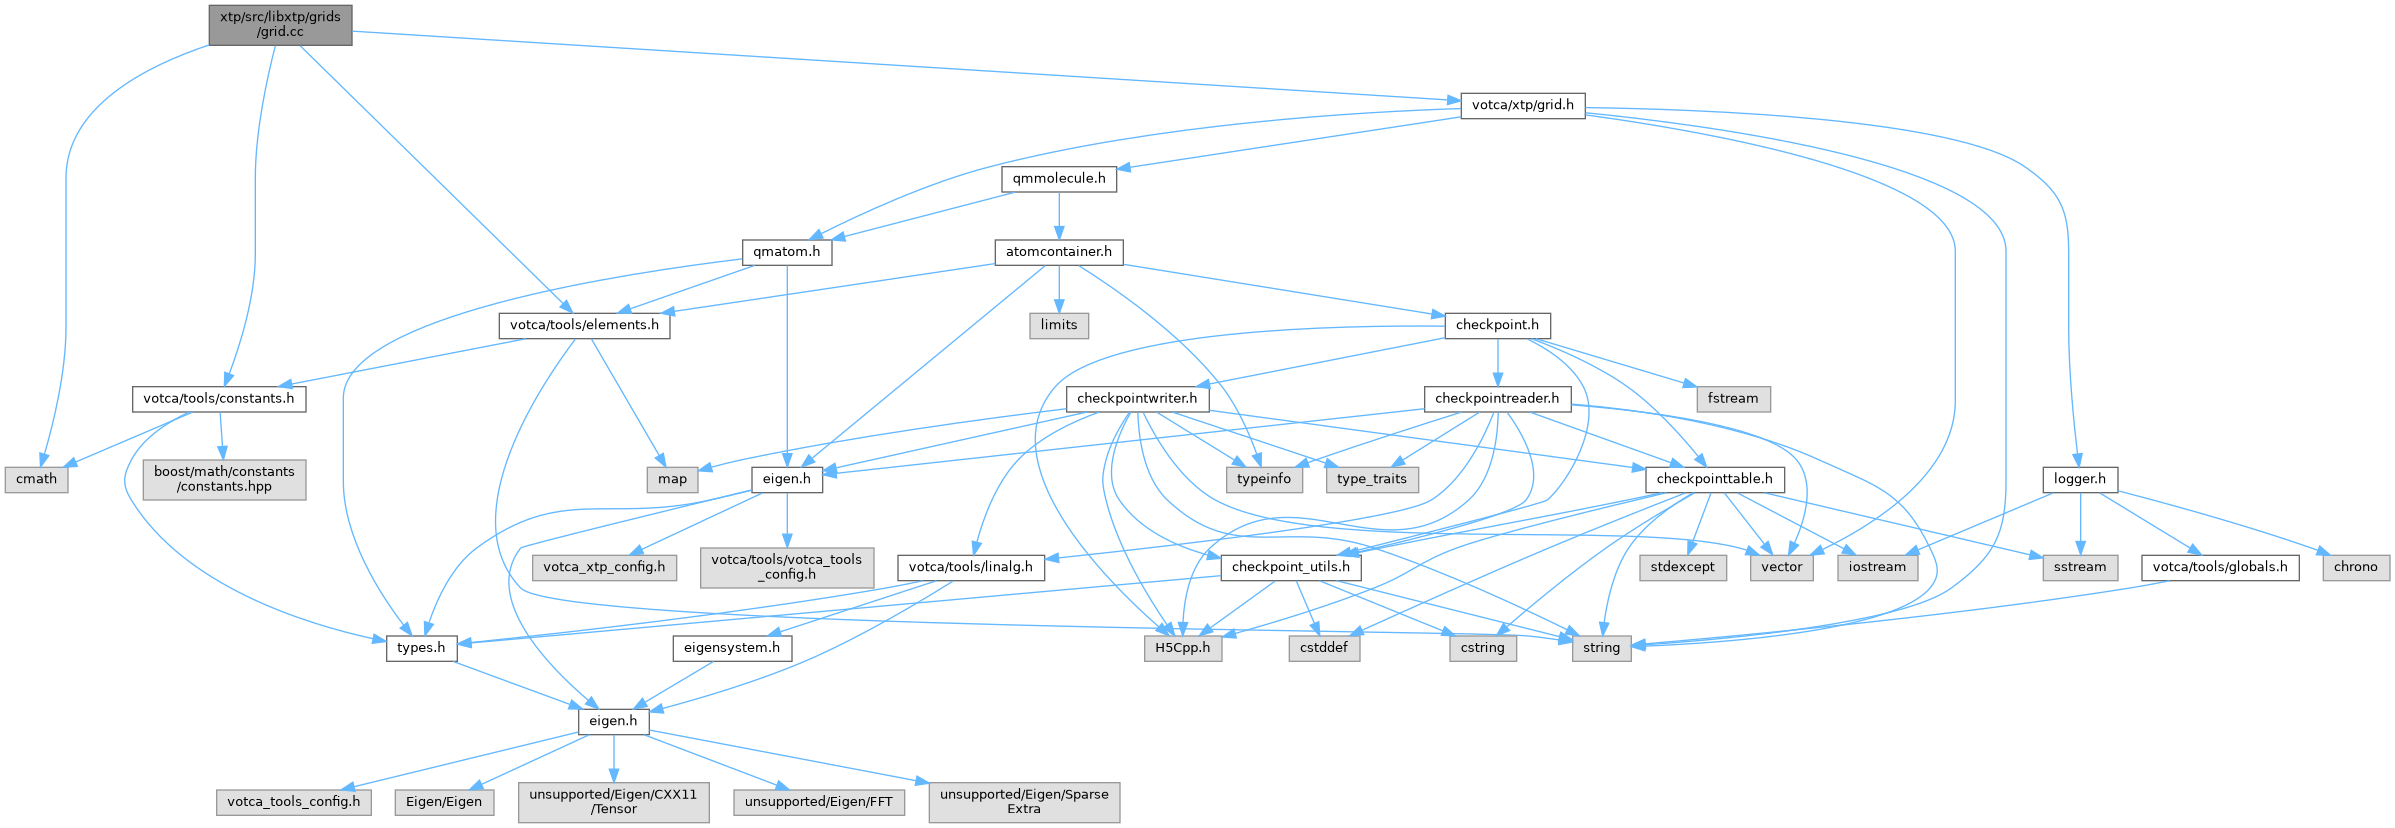 xtp/src/libxtp/grids
/grid.cc
votca/xtp/grid.h
qmmolecule.h
qmatom.h
atomcontainer.h
votca/tools/elements.h
limits
checkpoint.h
votca/tools/constants.h
checkpointwriter.h
checkpointreader.h
fstream
cmath
boost/math/constants
/constants.hpp
map
eigen.h
typeinfo
type_traits
checkpointtable.h
logger.h
votca_xtp_config.h
votca/tools/votca_tools
_config.h
votca/tools/linalg.h
checkpoint_utils.h
stdexcept
vector
iostream
sstream
votca/tools/globals.h
chrono
types.h
eigensystem.h
H5Cpp.h
cstddef
cstring
string
eigen.h
votca_tools_config.h
Eigen/Eigen
unsupported/Eigen/CXX11
/Tensor
unsupported/Eigen/FFT
unsupported/Eigen/Sparse
Extra